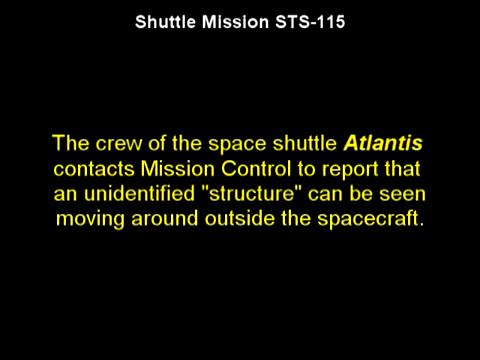 Shuttle Mission STS-115
The crew of the space shuttle Atlantis
contacts Mission Control to report that
an unidentified "structure" can be seen
moving around outside the spacecraft.